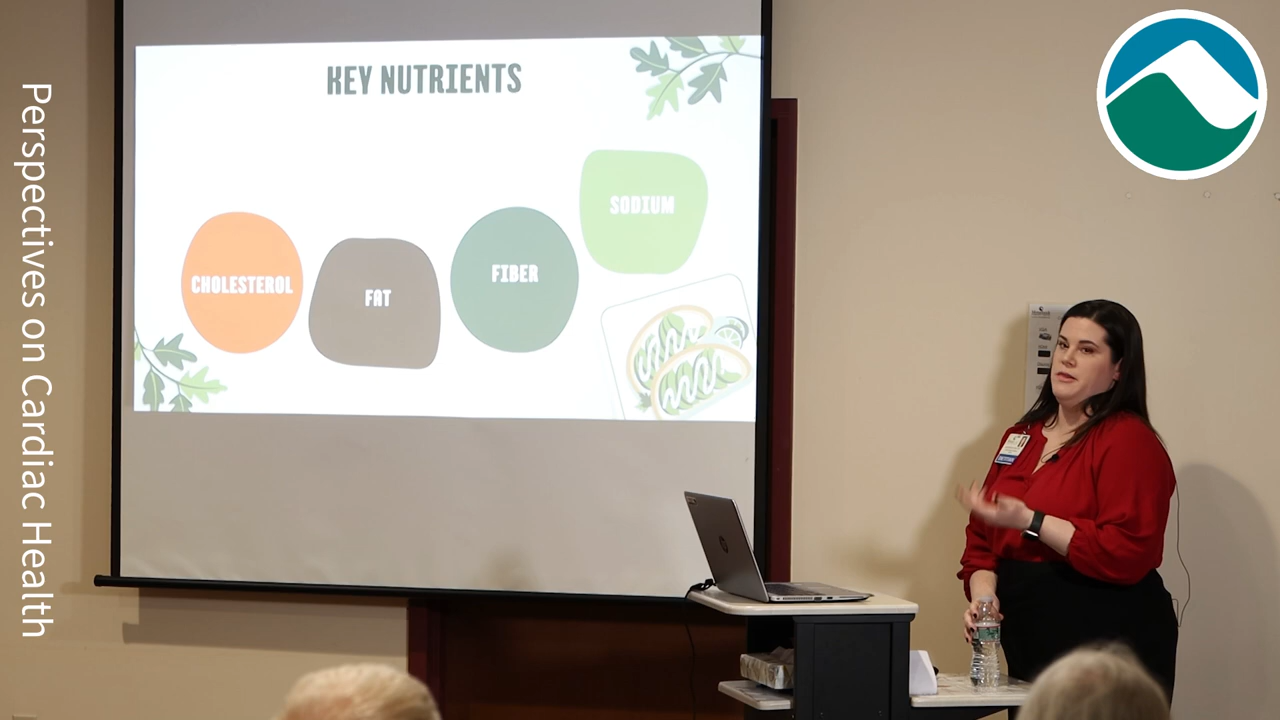 Perspectives on Cardiac Health
KEY NUTRIENTS
CHOLESTEROL
FAT
FIBER
SODIUM